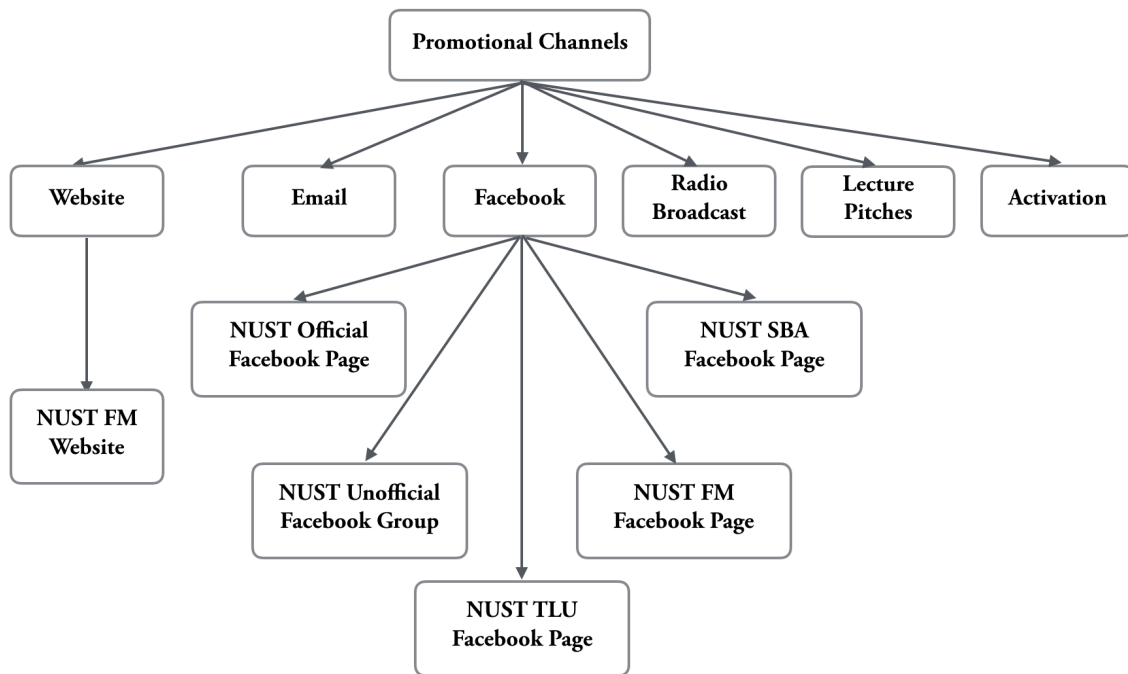 Promotional Channels
Website
Email
Facebook
Radio
Broadcast
Lecture
Pitches
Activation
NUST Official
Facebook Page
NUST SBA
Facebook Page
NUST FM
Website
NUST Unofficial
Facebook Group
NUST FM
Facebook Page
NUST TLU
Facebook Page